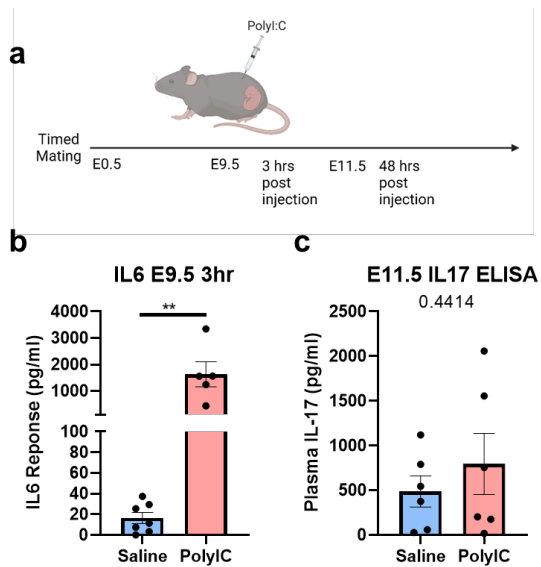 a
PolyI:C
Timed
Mating
E0.5
E9.5
3 hrs
post
injection
E11.5
48 hrs
post
injection
b
IL6 E9.5 3hr
**
IL6 Reponse (pg/ml)
4000
3000
2000
1000
100
80
60
40
20
0
Saline
PolyIC
c
E11.5 IL17 ELISA
0.4414
Plasma IL-17 (pg/ml)
2500
2000
1500
1000
500
0
Saline
PolyIC